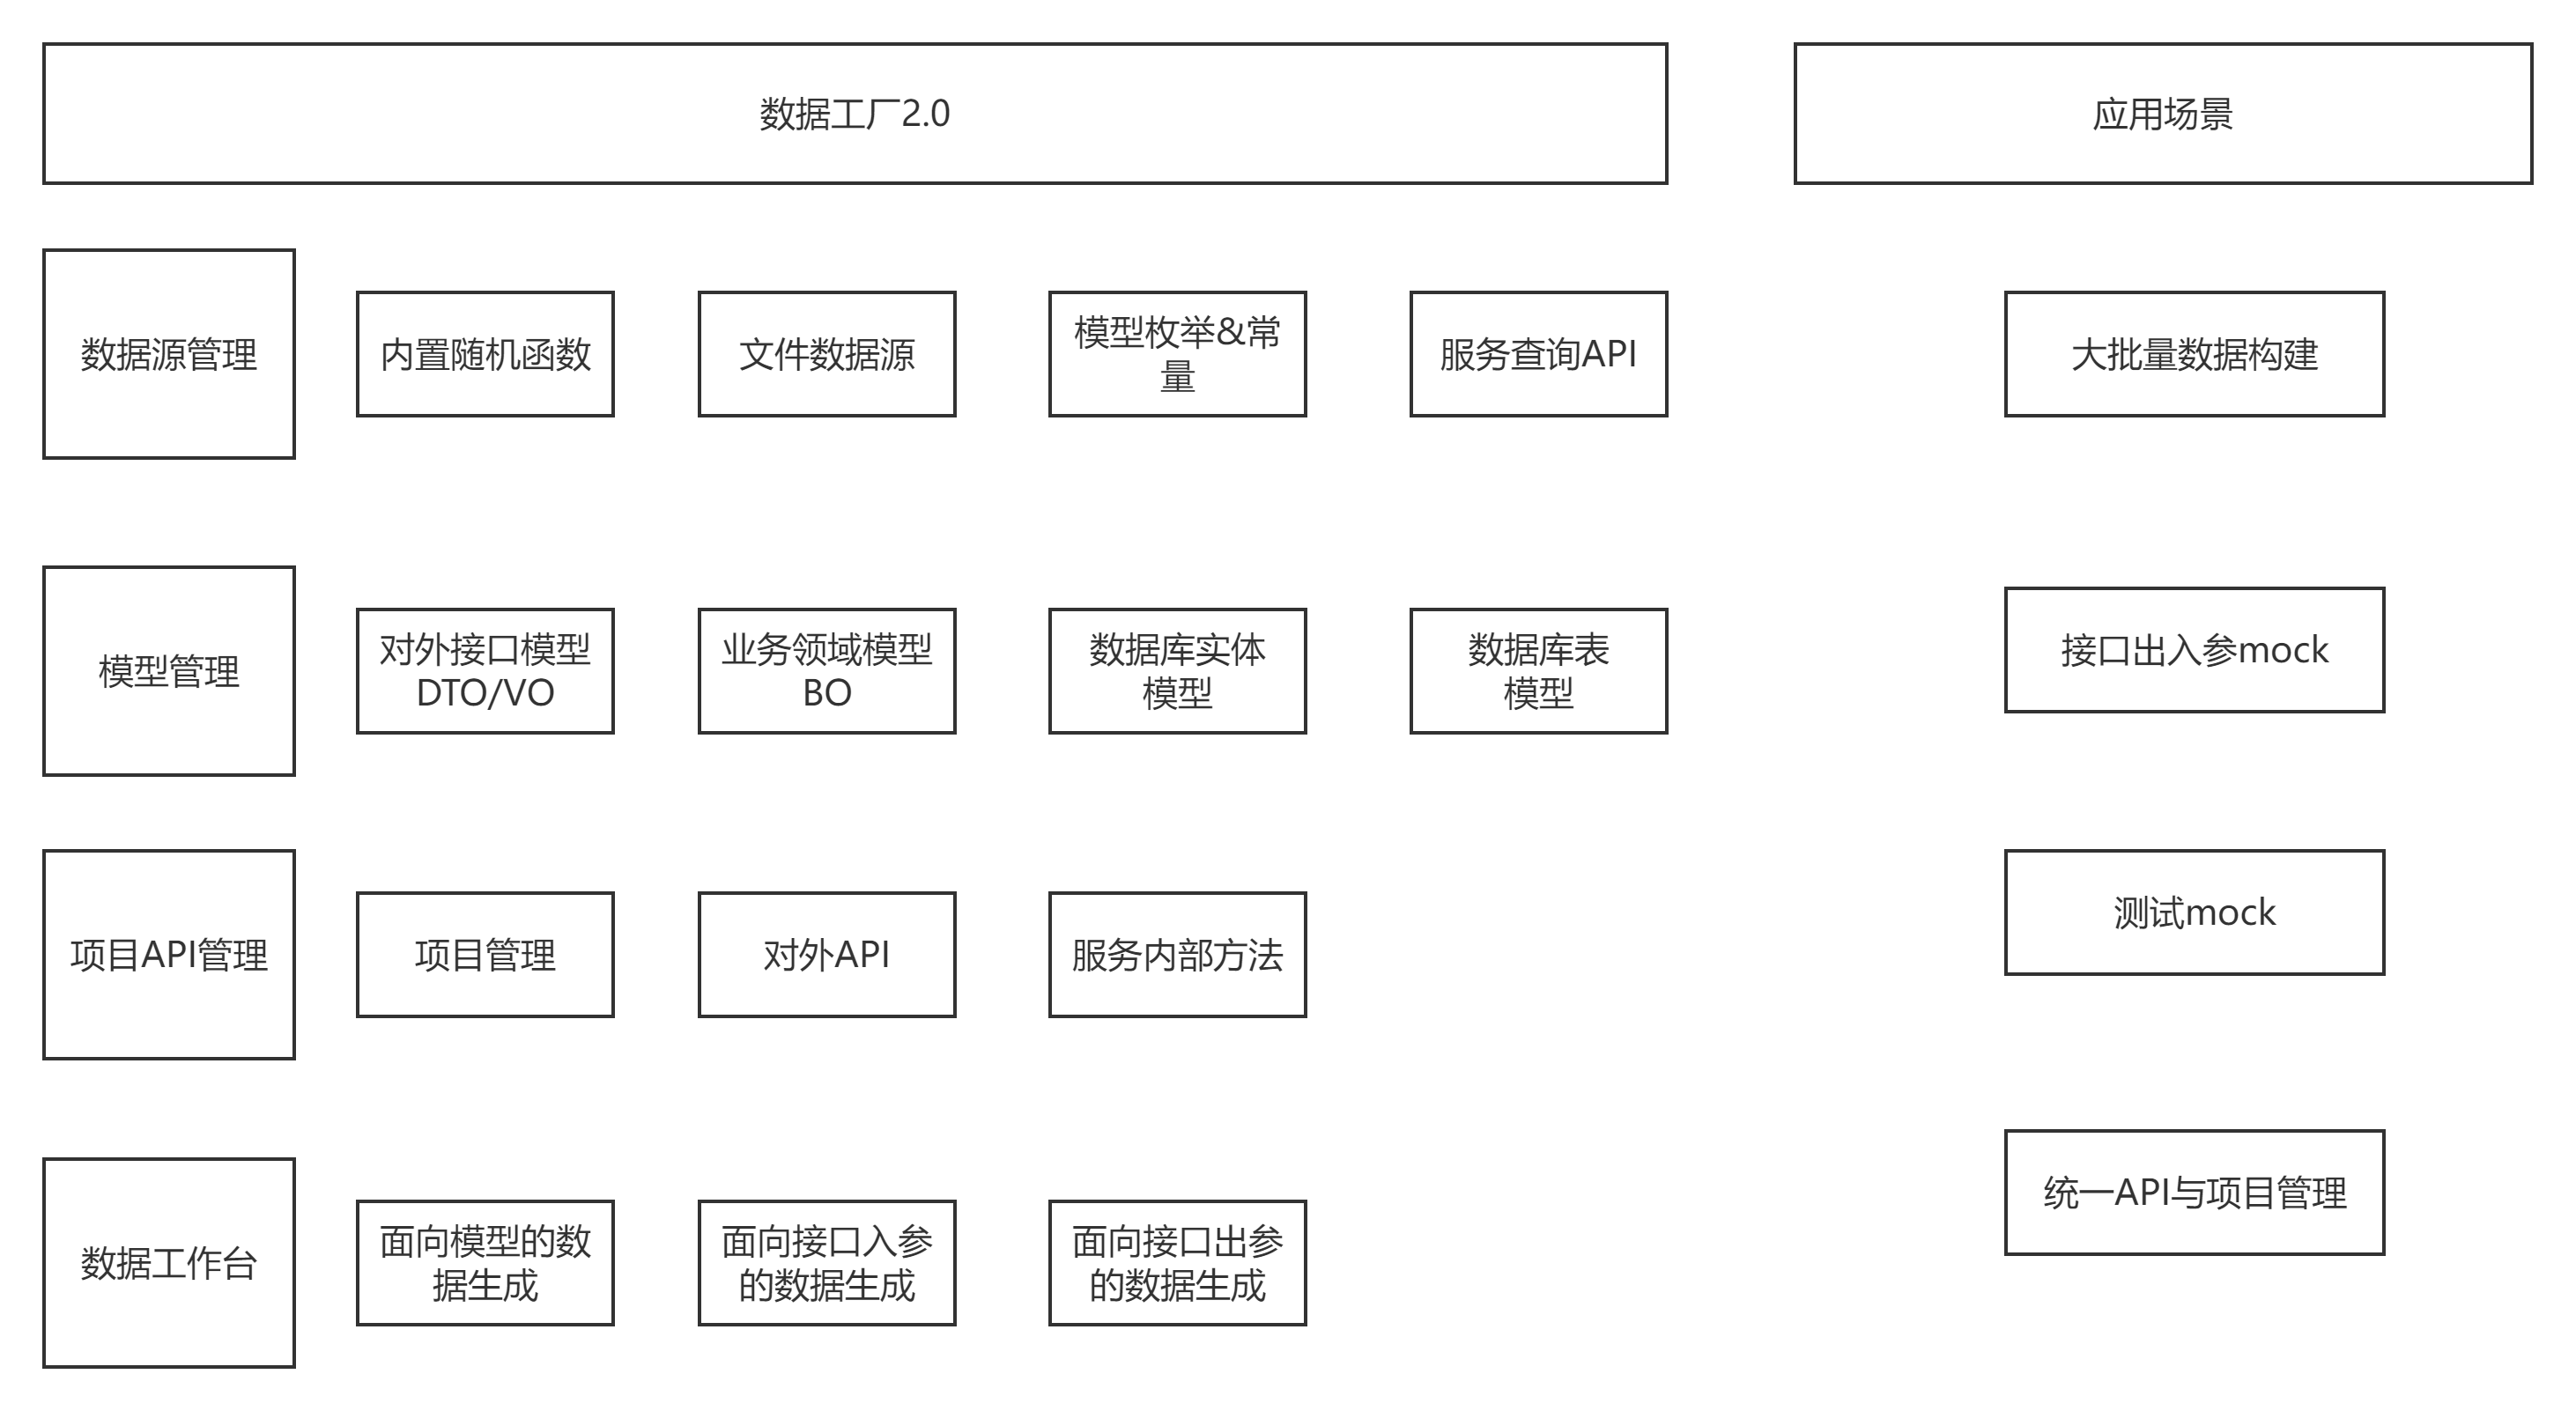 数据工厂2.0
应用场景
数据源管理
内置随机函数
文件数据源
模型枚举&常
量
服务查询API
大批量数据构建
模型管理
对外接口模型
DTO/VO
业务领域模型
BO
数据库实体
模型
数据库表
模型
接口出入参mock
项目API管理
项目管理
对外API
服务内部方法
测试mock
数据工作台
面向模型的数
据生成
面向接口入参
的数据生成
面向接口出参
的数据生成
统一API与项目管理